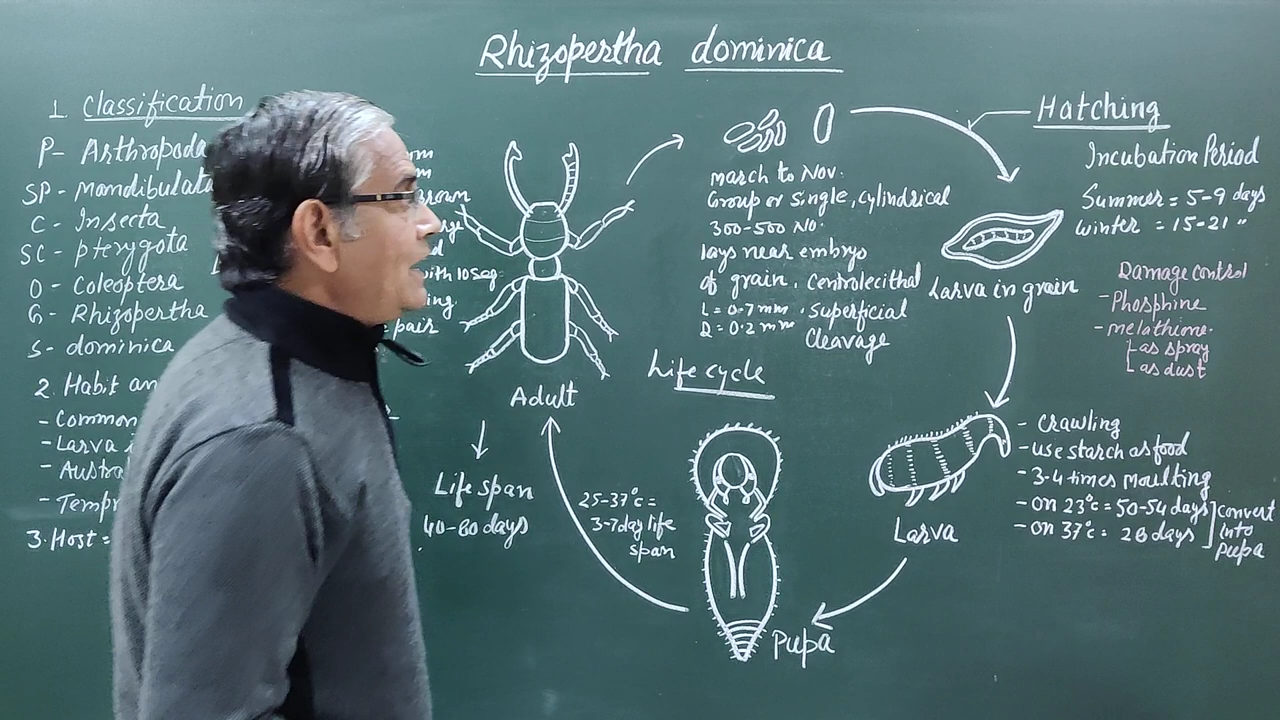 Rhizopertha dominica
1. Classification
P- Arthropoda
SP- Mandibulata
C- Insecta
SC- pterygota
O- Coleoptera
G- Rhizopertha
S- dominica
2. Habit an
- Common
- Larva
- Austra
- Temp
3. Host =
with 10 seg
pair
Adult
Life span
40-60 days
march to Nov.
Group or Single, cylindrical
300-500 No.
lays near embryo
of grain. Centrolecithal
L = 0.7 mm . Superficial
D = 0.2 mm Cleavage
Life cycle
Hatching
Incubation Period
Summer = 5-9 days
winter = 15-21 "
Larva in grain
Damage control
- Phosphine
- melathione.
as spray
as dust
- Crawling
- use starch as food
- 3-4 times moulting
- on 23°c = 50-54 days
- on 37°c = 28 days
convert
into
pupa
Larva
Pupa
25-37°c =
3-7day life
span